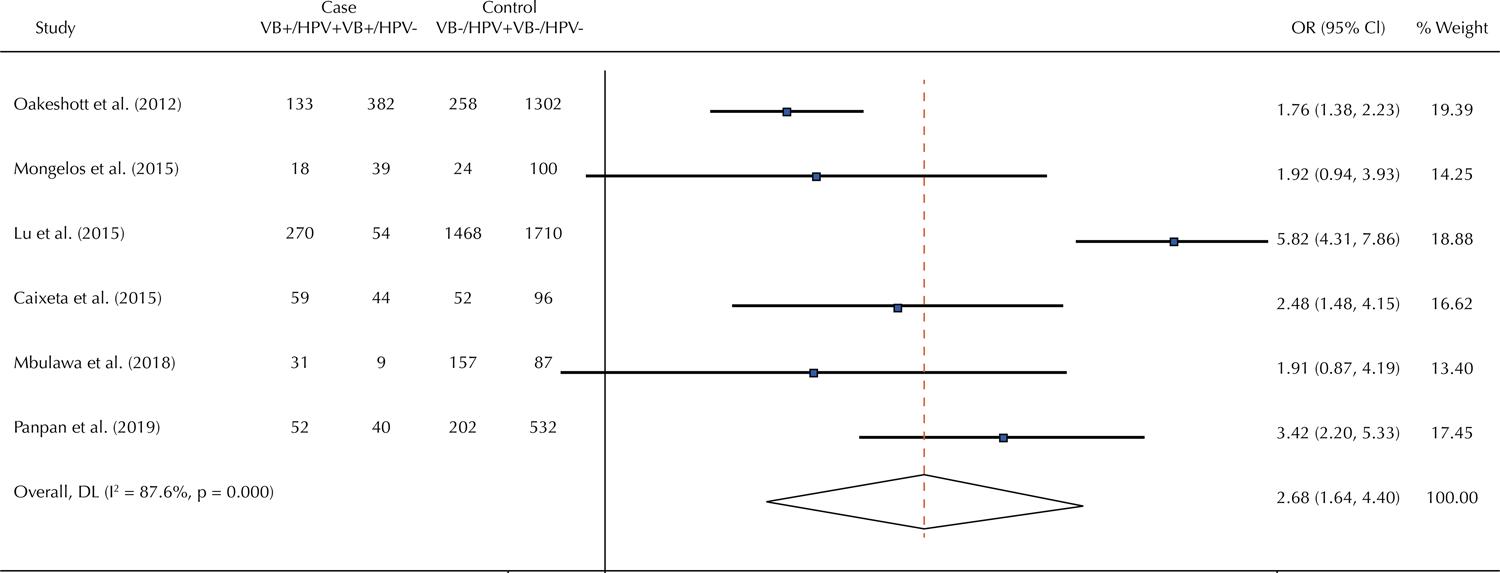 Case Control
Study VB+/HPV+VB+/HPV- VB-/HPV+VB-/HPV- OR (95% Cl) % Weight
Oakeshott et al. (2012) 133 382 258 1302 1.76 (1.38, 2.23) 19.39
Mongelos et al. (2015) 18 39 24 100 1.92 (0.94, 3.93) 14.25
Lu et al. (2015) 270 54 1468 1710 5.82 (4.31, 7.86) 18.88
Caixeta et al. (2015) 59 44 52 96 2.48 (1.48, 4.15) 16.62
Mbulawa et al. (2018) 31 9 157 87 1.91 (0.87, 4.19) 13.40
Panpan et al. (2019) 52 40 202 532 3.42 (2.20, 5.33) 17.45
Overall, DL (I² = 87.6%, p = 0.000) 2.68 (1.64, 4.40) 100.00